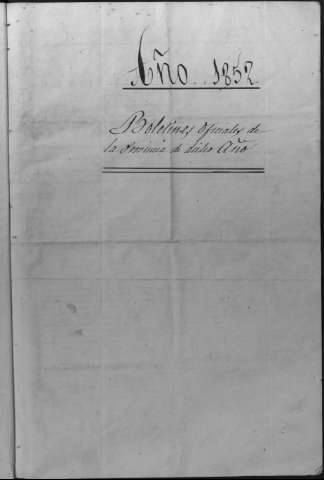 Año 1852
Boletines oficiales de
la Provincia de dicho Año